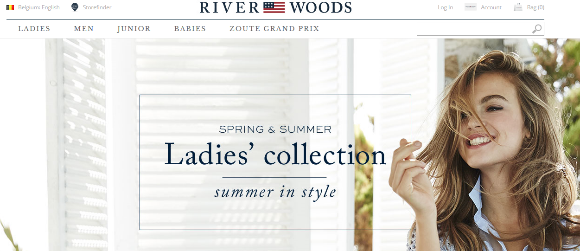 Belgium: English
Storefinder
RIVER WOODS
Log In
Account
Bag (0)
LADIES
MEN
JUNIOR
BABIES
ZOUTE GRAND PRIX
SPRING & SUMMER
Ladies' collection
summer in style